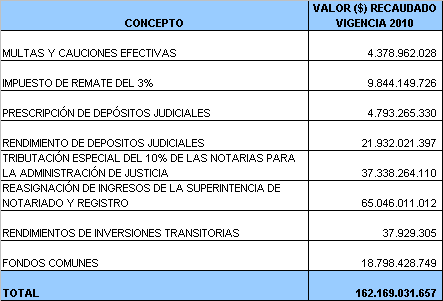 CONCEPTO
VALOR ($) RECAUDADO
VIGENCIA 2010
MULTAS Y CAUCIONES EFECTIVAS 4.378.962.028
IMPUESTO DE REMATE DEL 3% 9.844.149.726
PRESCRIPCIÓN DE DEPÓSITOS JUDICIALES 4.793.265.330
RENDIMIENTO DE DEPOSITOS JUDICIALES 21.932.021.397
TRIBUTACIÓN ESPECIAL DEL 10% DE LAS NOTARIAS PARA
LA ADMINISTRACIÓN DE JUSTICIA 37.338.264.110
REASIGNACIÓN DE INGRESOS DE LA SUPERINTENCIA DE
NOTARIADO Y REGISTRO 65.046.011.012
RENDIMIENTOS DE INVERSIONES TRANSITORIAS 37.929.305
FONDOS COMUNES 18.798.428.749
TOTAL 162.169.031.657